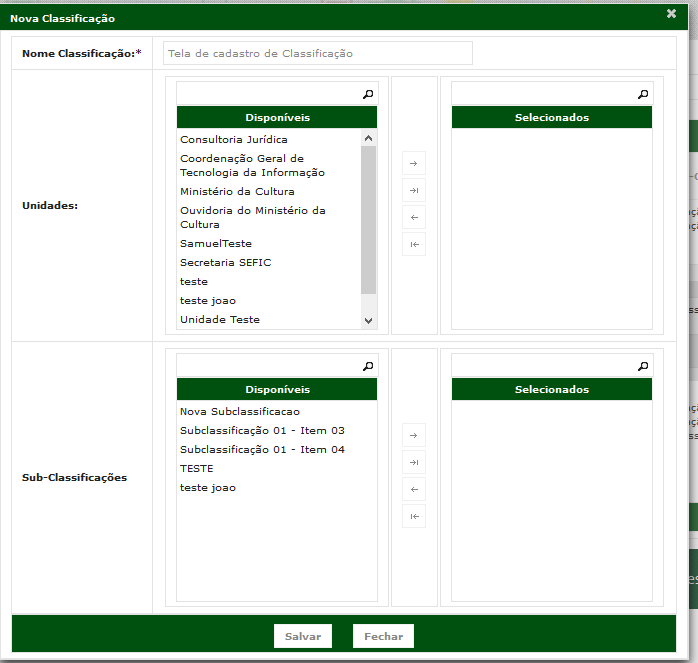 Nova Classificação
Nome Classificação:*
Tela de cadastro de Classificação
Unidades:
Disponíveis
Consultoria Jurídica
Coordenação Geral de
Tecnologia da Informação
Ministério da Cultura
Ouvidoria do Ministério da
Cultura
SamuelTeste
Secretaria SEFIC
teste
teste joao
Unidade Teste
Selecionados
Sub-Classificações
Disponíveis
Nova Subclassificacao
Subclassificação 01 - Item 03
Subclassificação 01 - Item 04
TESTE
teste joao
Selecionados
Salvar
Fechar